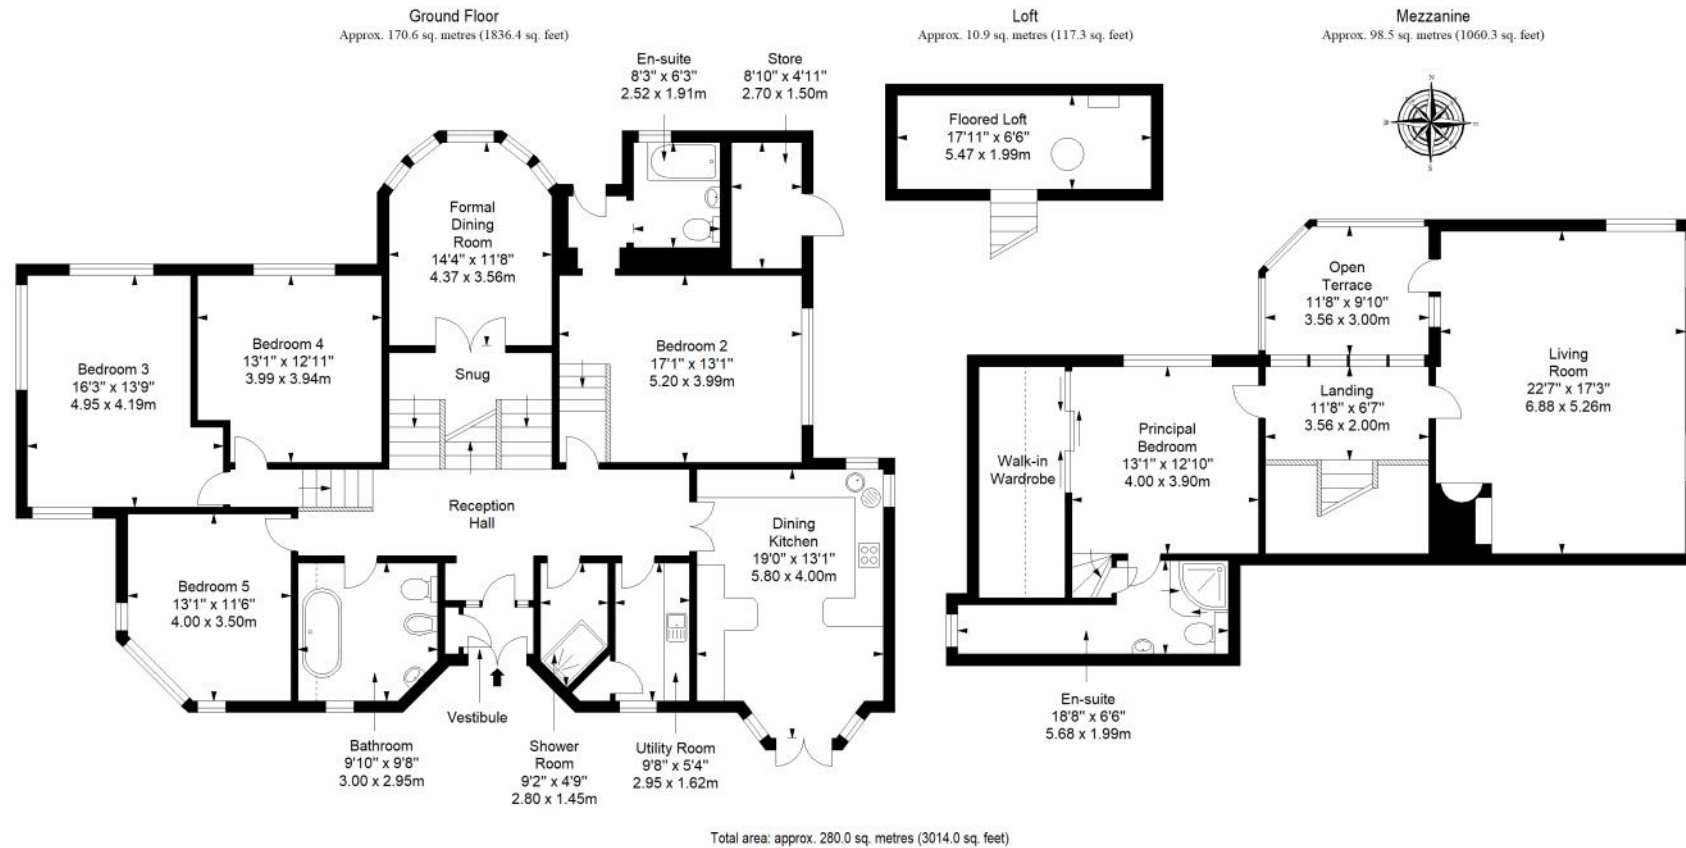 Ground Floor
Approx. 170.6 sq. metres (1836.4 sq. feet)
Loft
Approx. 10.9 sq. metres (117.3 sq. feet)
Mezzanine
Approx. 98.5 sq. metres (1060.3 sq. feet)
En-suite
8'3" x 6'3"
2.52 x 1.91m
Store
8'10" x 4'11"
2.70 x 1.50m
Formal
Dining
Room
14'4" x 11'8"
4.37 x 3.56m
Bedroom 3
16'3" x 13'9"
4.95 x 4.19m
Bedroom 4
13'1" x 12'11"
3.99 x 3.94m
Snug
Bedroom 2
17'1" x 13'1"
5.20 x 3.99m
Reception
Hall
Dining
Kitchen
19'0" x 13'1"
5.80 x 4.00m
Bedroom 5
13'1" x 11'6"
4.00 x 3.50m
Vestibule
Bathroom
9'10" x 9'8"
3.00 x 2.95m
Shower
Room
9'2" x 4'9"
2.80 x 1.45m
Utility Room
9'8" x 5'4"
2.95 x 1.62m
Floored Loft
17'11" x 6'6"
5.47 x 1.99m
N
W
E
S
Open
Terrace
11'8" x 9'10"
3.56 x 3.00m
Living
Room
22'7" x 17'3"
6.88 x 5.26m
Landing
11'8" x 6'7"
3.56 x 2.00m
Principal
Bedroom
13'1" x 12'10"
4.00 x 3.90m
Walk-in
Wardrobe
En-suite
18'8" x 6'6"
5.68 x 1.99m
Total area: approx. 280.0 sq. metres (3014.0 sq. feet)